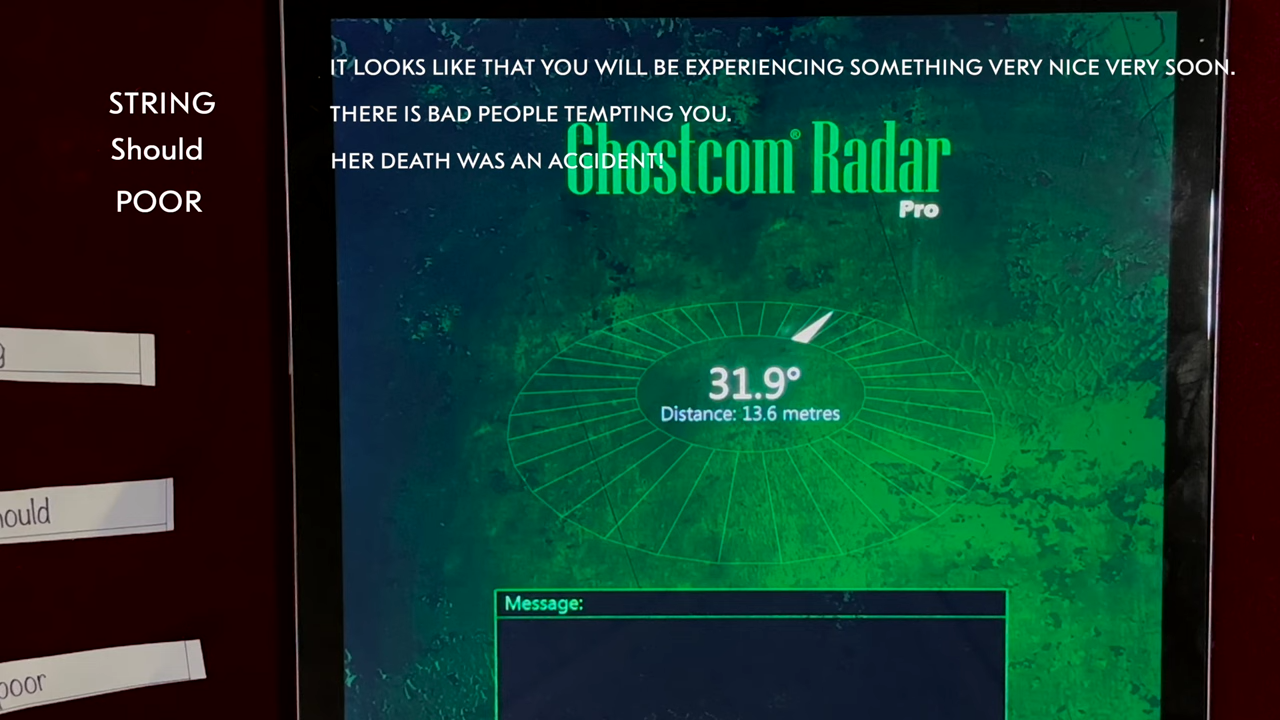 IT LOOKS LIKE THAT YOU WILL BE EXPERIENCING SOMETHING VERY NICE VERY SOON.
THERE IS BAD PEOPLE TEMPTING YOU.
HER DEATH WAS AN ACCIDENT!
STRING
Should
POOR
Ghostcom® Radar
Pro
31.9°
Distance: 13.6 metres
Message:
g
hould
poor